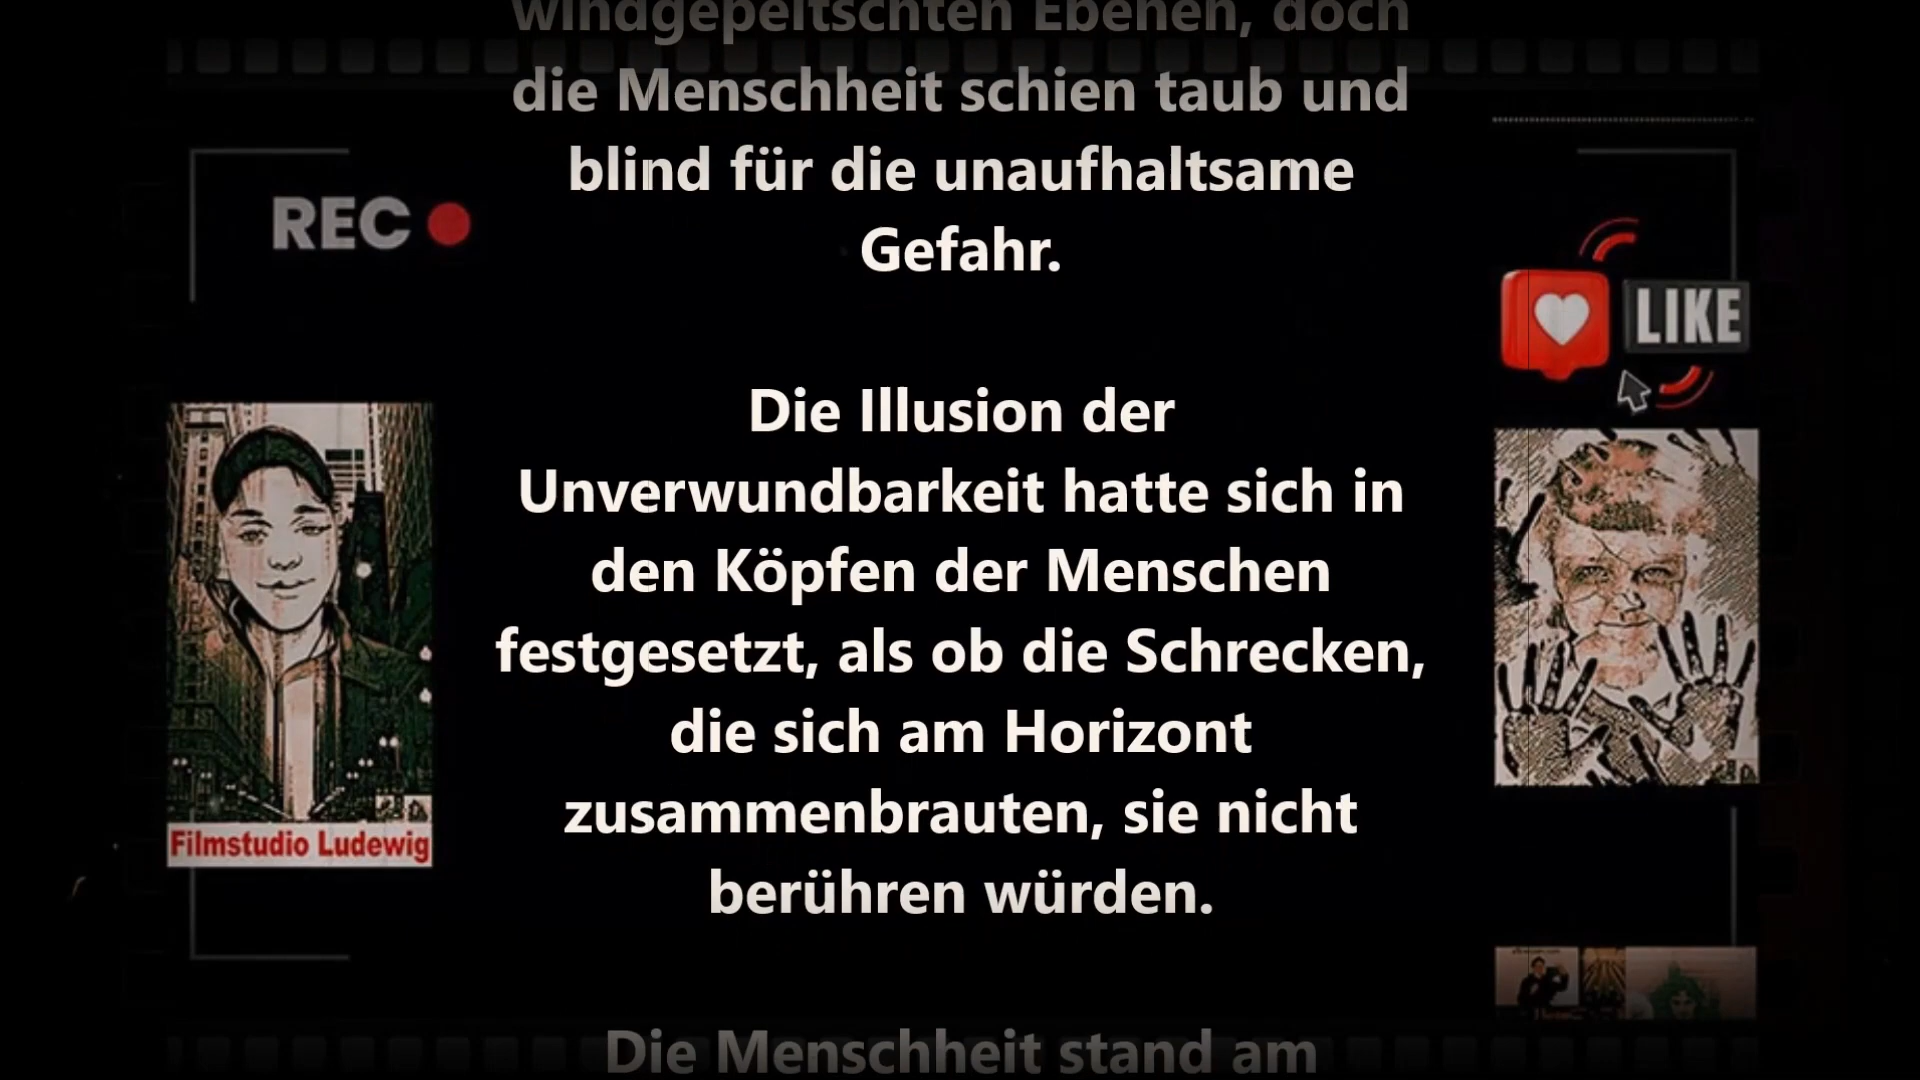 windgepeitschten Ebenen, doch
die Menschheit schien taub und
blind für die unaufhaltsame
Gefahr.
REC
LIKE
Die Illusion der
Unverwundbarkeit hatte sich in
den Köpfen der Menschen
festgesetzt, als ob die Schrecken,
die sich am Horizont
zusammenbrauten, sie nicht
berühren würden.
Filmstudio Ludewig
Die Menschheit stand am